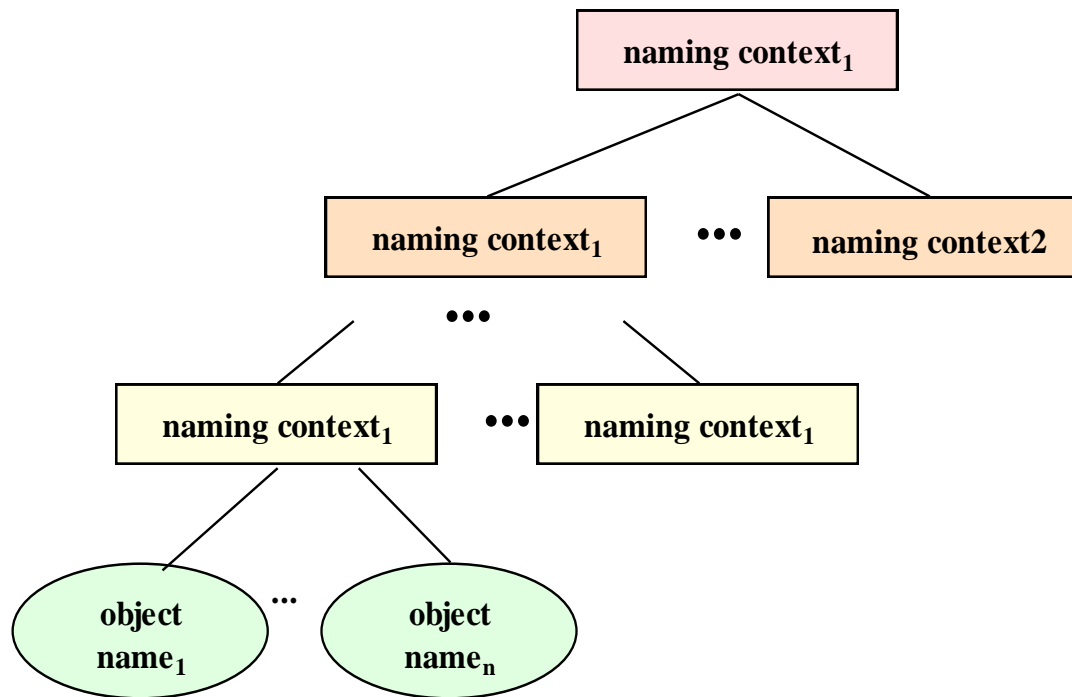 naming context₁
naming context₁ ••• naming context2
•••
naming context₁ ••• naming context₁
object ... object
name₁ nameₙ